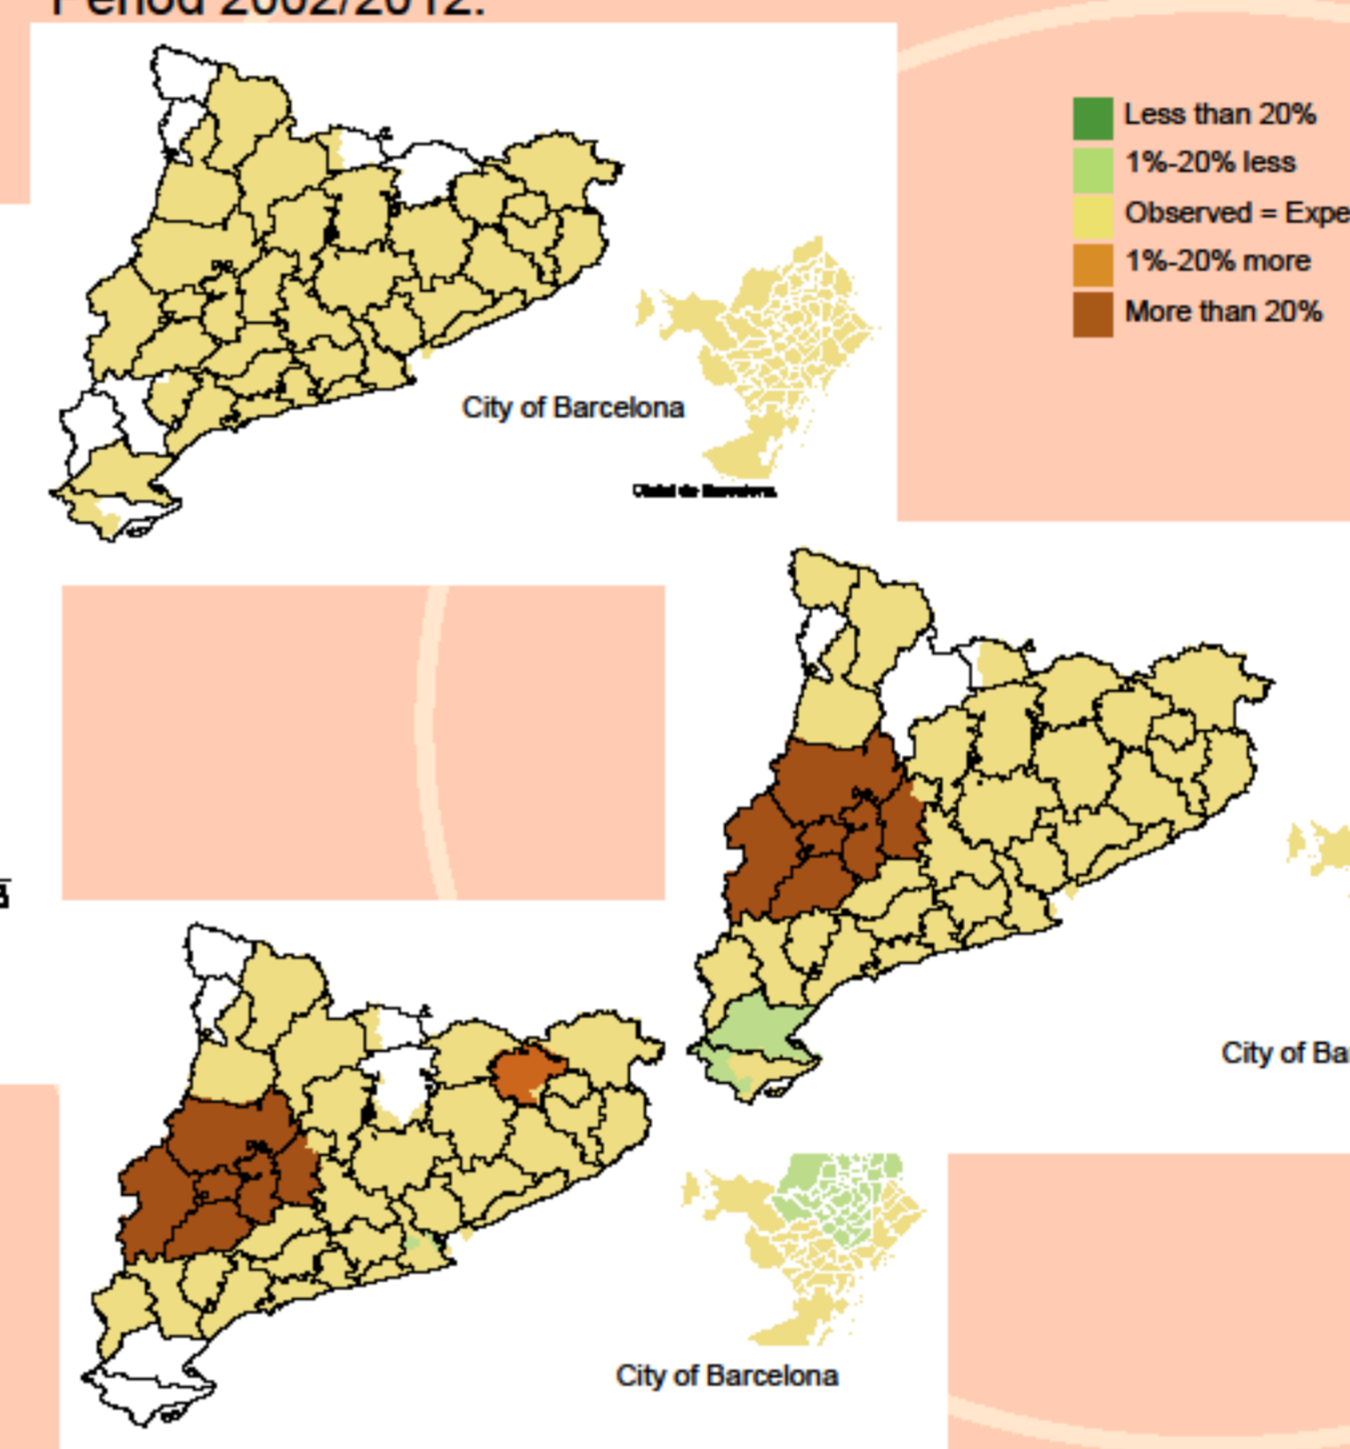 Period 2002/2012.
Less than 20%
1%-20% less
Observed = Expe
1%-20% more
More than 20%
City of Barcelona
City of Ba
City of Barcelona